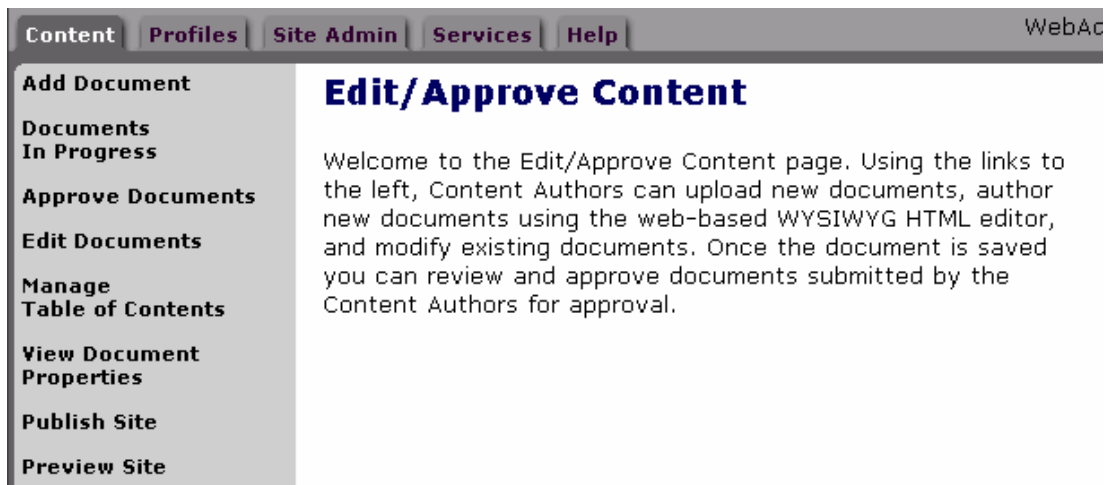 Content Profiles Site Admin Services Help
Add Document
Documents
In Progress
Approve Documents
Edit Documents
Manage
Table of Contents
View Document
Properties
Publish Site
Preview Site
Edit/Approve Content
Welcome to the Edit/Approve Content page. Using the links to
the left, Content Authors can upload new documents, author
new documents using the web-based WYSIWYG HTML editor,
and modify existing documents. Once the document is saved
you can review and approve documents submitted by the
Content Authors for approval.